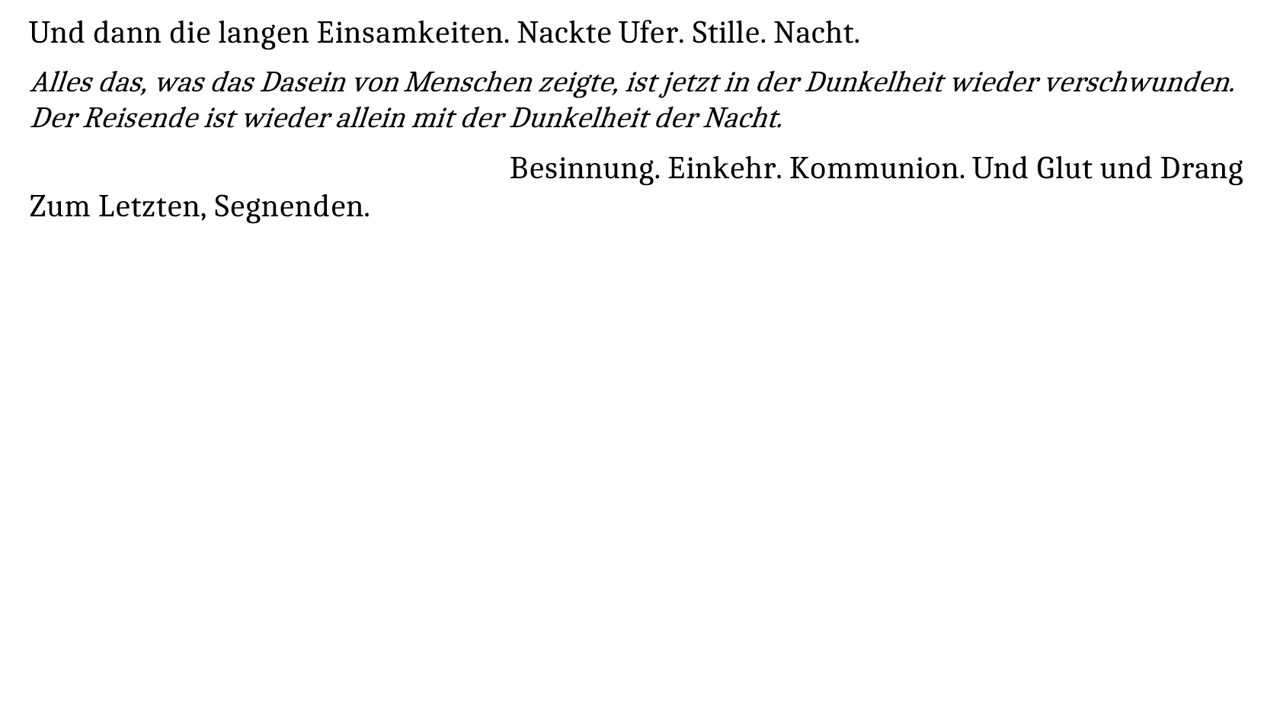 Und dann die langen Einsamkeiten. Nackte Ufer. Stille. Nacht.
Alles das, was das Dasein von Menschen zeigte, ist jetzt in der Dunkelheit wieder verschwunden.
Der Reisende ist wieder allein mit der Dunkelheit der Nacht.
Besinnung. Einkehr. Kommunion. Und Glut und Drang
Zum Letzten, Segnenden.